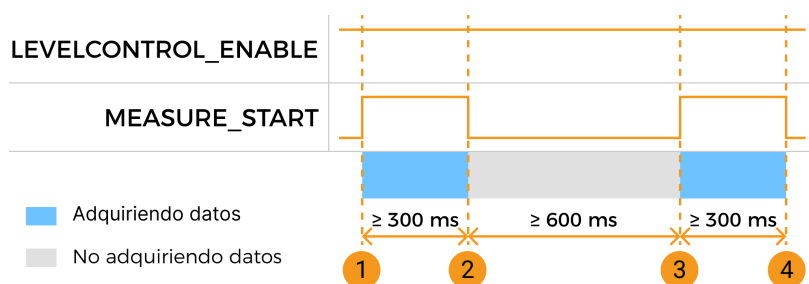 LEVELCONTROL_ENABLE
MEASURE_START
Adquiriendo datos
No adquiriendo datos
≥ 300 ms
≥ 600 ms
≥ 300 ms
1
2
3
4